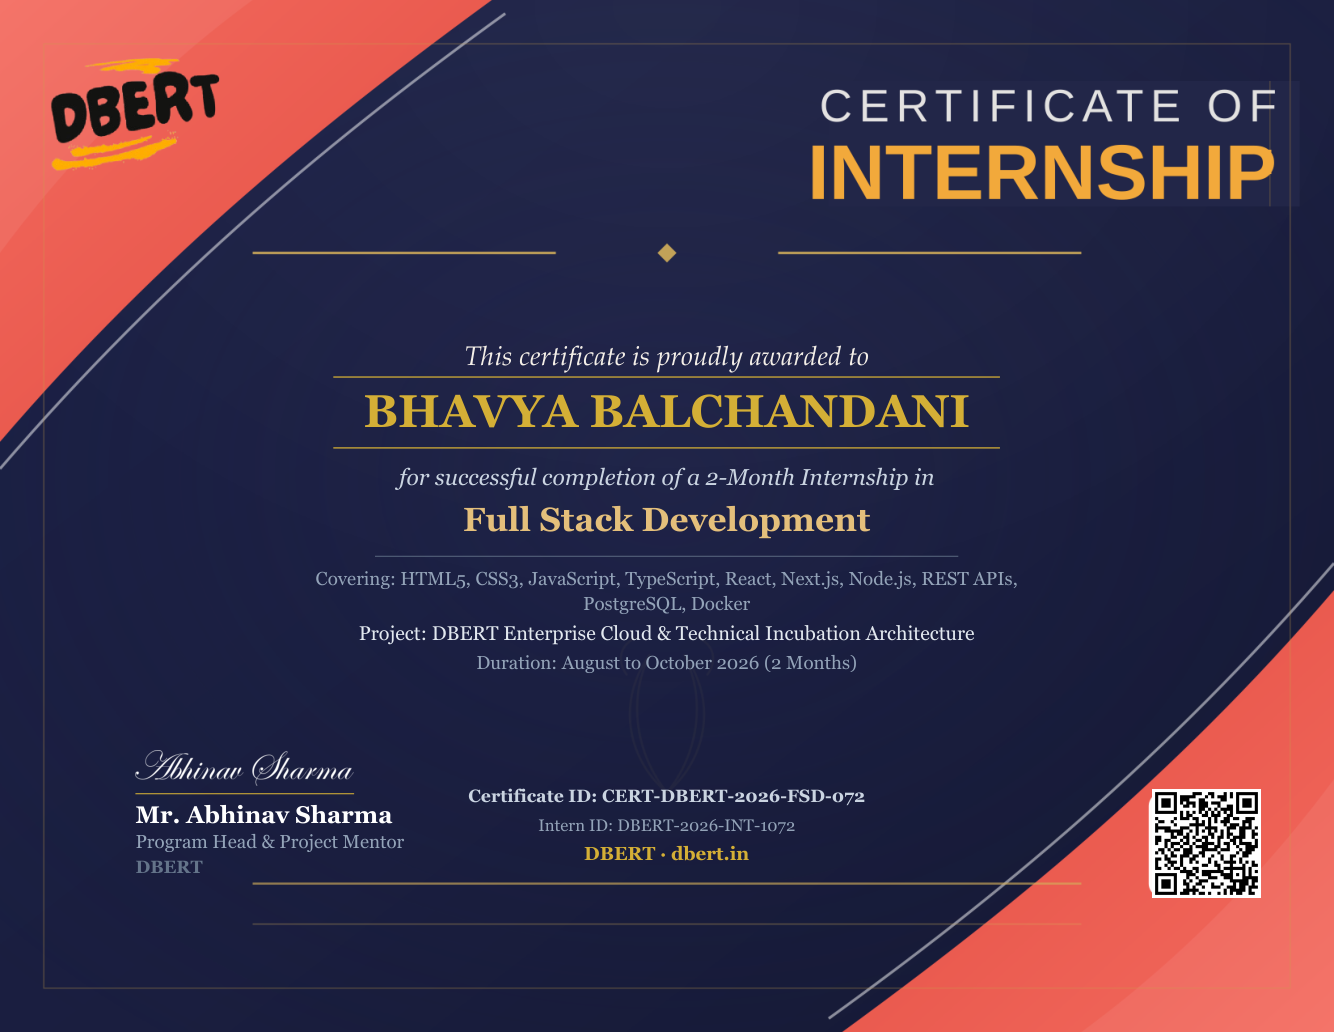 DBERT
CERTIFICATE OF
INTERNSHIP
This certificate is proudly awarded to
BHAVYA BALCHANDANI
for successful completion of a 2-Month Internship in
Full Stack Development
Covering: HTML5, CSS3, JavaScript, TypeScript, React, Next.js, Node.js, REST APIs,
PostgreSQL, Docker
Project: DBERT Enterprise Cloud & Technical Incubation Architecture
Duration: August to October 2026 (2 Months)
Abhinav Sharma
Mr. Abhinav Sharma
Program Head & Project Mentor
DBERT
Certificate ID: CERT-DBERT-2026-FSD-072
Intern ID: DBERT-2026-INT-1072
DBERT · dbert.in